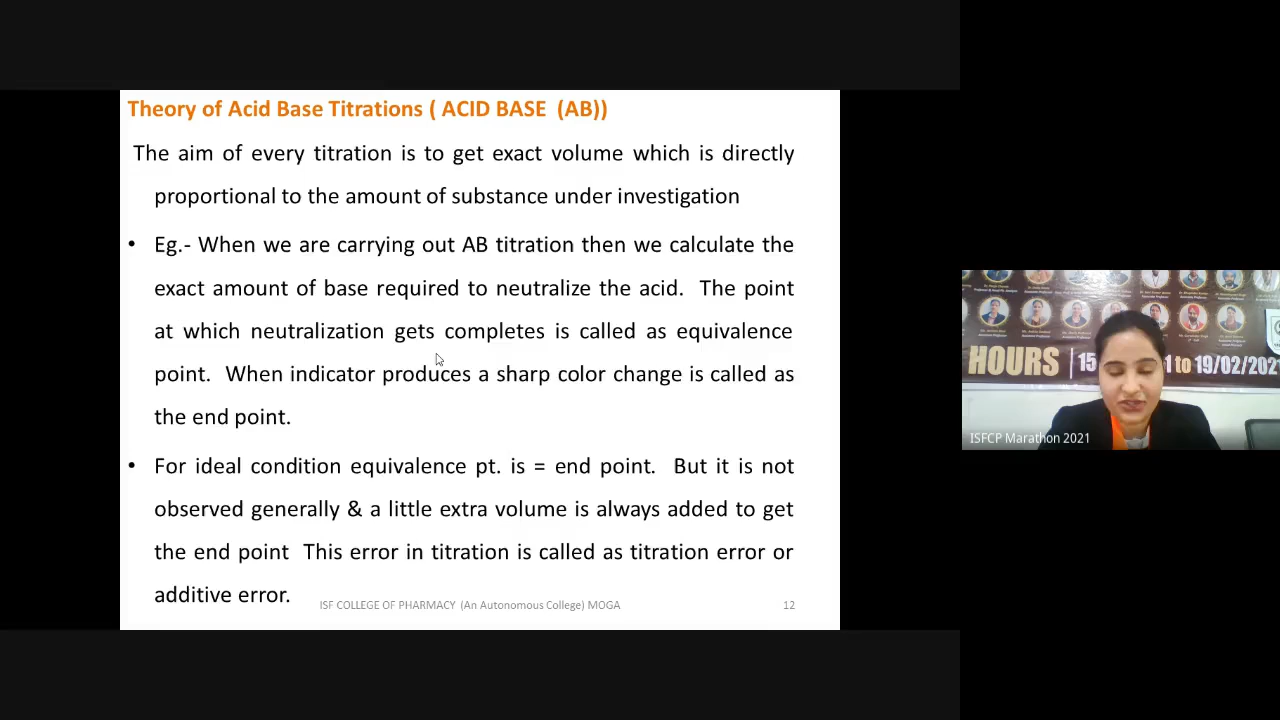 Theory of Acid Base Titrations ( ACID BASE (AB))
The aim of every titration is to get exact volume which is directly
proportional to the amount of substance under investigation
• Eg.- When we are carrying out AB titration then we calculate the
exact amount of base required to neutralize the acid. The point
at which neutralization gets completes is called as equivalence
point. When indicator produces a sharp color change is called as
the end point.
• For ideal condition equivalence pt. is = end point. But it is not
observed generally & a little extra volume is always added to get
the end point This error in titration is called as titration error or
additive error.
ISF COLLEGE OF PHARMACY (An Autonomous College) MOGA
12
HOURS 15 1 to 19/02/2021
ISFCP Marathon 2021